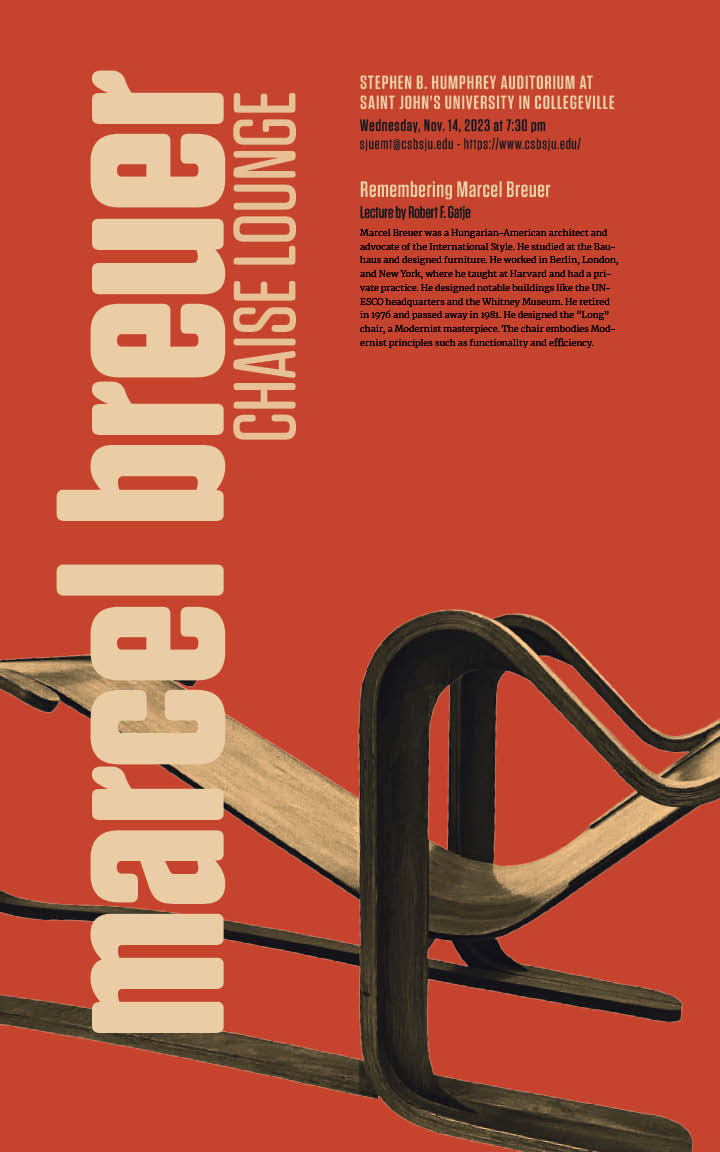 marcel breuer
CHAISE LOUNGE
STEPHEN B. HUMPHREY AUDITORIUM AT
SAINT JOHN'S UNIVERSITY IN COLLEGEVILLE
Wednesday, Nov. 14, 2023 at 7:30 pm
sjuemt@csbsju.edu - https://www.csbsju.edu/
Remembering Marcel Breuer
Lecture by Robert F. Gatje
Marcel Breuer was a Hungarian-American architect and
advocate of the International Style. He studied at the Bau-
haus and designed furniture. He worked in Berlin, London,
and New York, where he taught at Harvard and had a pri-
vate practice. He designed notable buildings like the UN-
ESCO headquarters and the Whitney Museum. He retired
in 1976 and passed away in 1981. He designed the “Long”
chair, a Modernist masterpiece. The chair embodies Mod-
ernist principles such as functionality and efficiency.